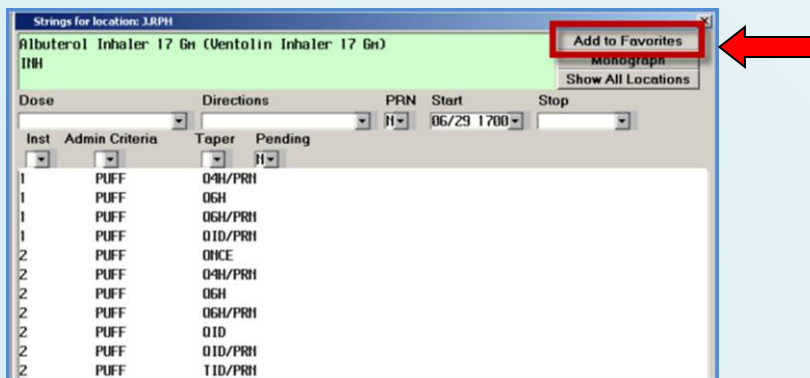 Strings for location: J.RPH
Albuterol Inhaler 17 Gm (Ventolin Inhaler 17 Gm)
INH
Add to Favorites
Monograph
Show All Locations
Dose Directions PRN Start Stop
N 06/29 1700
Inst Admin Criteria Taper Pending
N
1 PUFF Q4H/PRN
1 PUFF Q6H
1 PUFF Q6H/PRN
1 PUFF QID/PRN
2 PUFF ONCE
2 PUFF Q4H/PRN
2 PUFF Q6H
2 PUFF Q6H/PRN
2 PUFF QID
2 PUFF QID/PRN
2 PUFF TID/PRN